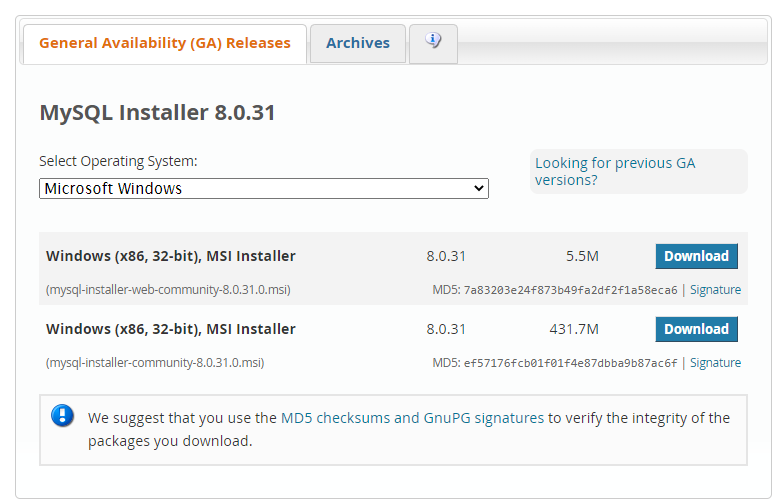 General Availability (GA) Releases
Archives
MySQL Installer 8.0.31
Select Operating System:
Looking for previous GA
versions?
Microsoft Windows
Windows (x86, 32-bit), MSI Installer 8.0.31 5.5M Download
(mysql-installer-web-community-8.0.31.0.msi) MD5: 7a83203e24f873b49fa2df2f1a58eca6 | Signature
Windows (x86, 32-bit), MSI Installer 8.0.31 431.7M Download
(mysql-installer-community-8.0.31.0.msi) MD5: ef57176fcb01f01f4e87dbba9b87ac6f | Signature
We suggest that you use the MD5 checksums and GnuPG signatures to verify the integrity of the
packages you download.